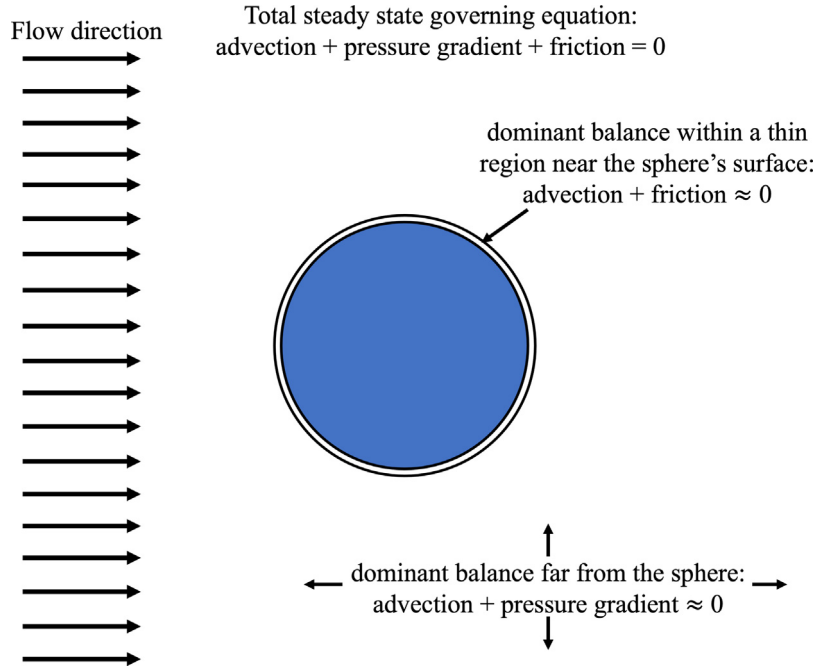 Total steady state governing equation:
advection + pressure gradient + friction = 0
Flow direction
dominant balance within a thin
region near the sphere's surface:
advection + friction ≈ 0
dominant balance far from the sphere:
advection + pressure gradient ≈ 0